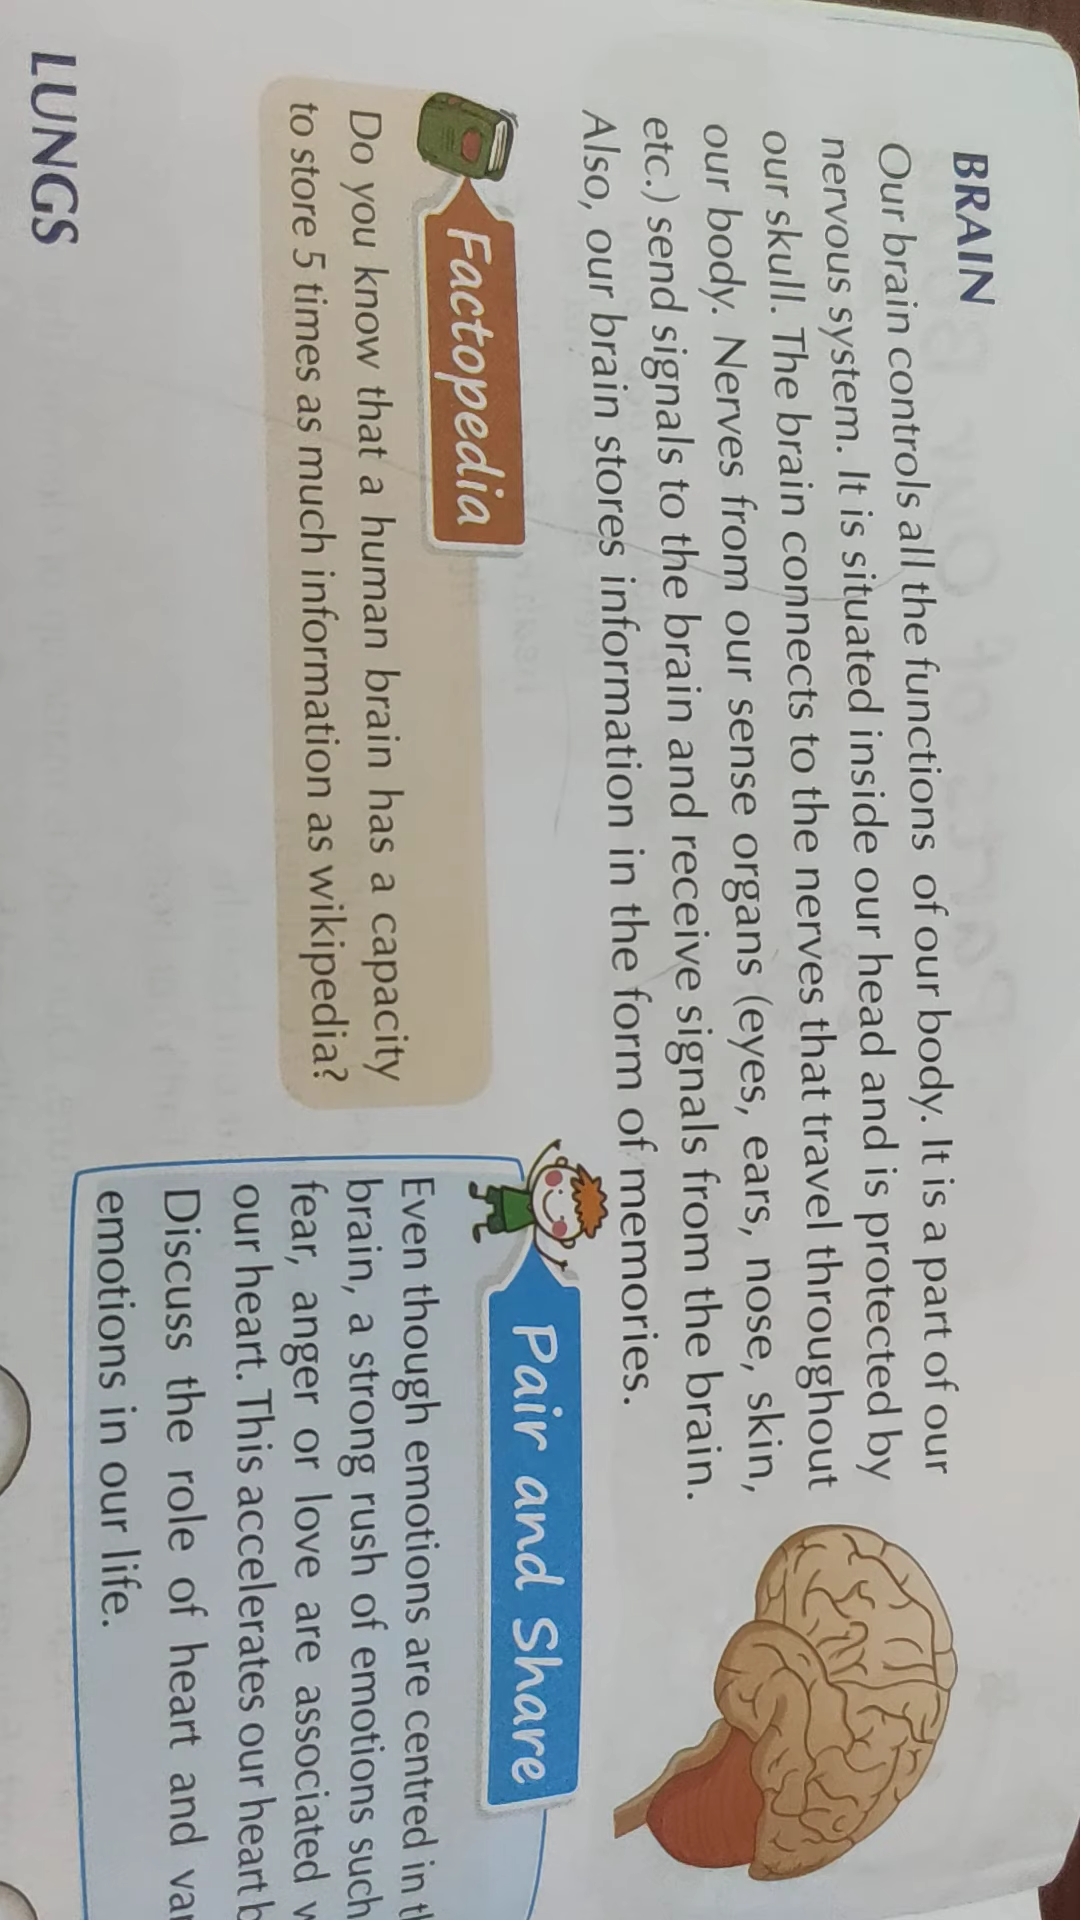 BRAIN
Our brain controls all the functions of our body. It is a part of our
nervous system. It is situated inside our head and is protected by
our skull. The brain connects to the nerves that travel throughout
our body. Nerves from our sense organs (eyes, ears, nose, skin,
etc.) send signals to the brain and receive signals from the brain.
Also, our brain stores information in the form of memories.
Factopedia
Do you know that a human brain has a capacity
to store 5 times as much information as wikipedia?
Pair and Share
Even though emotions are centred in
brain, a strong rush of emotions such
fear, anger or love are associated
our heart. This accelerates our heart
Discuss the role of heart and
emotions in our life.
LUNGS